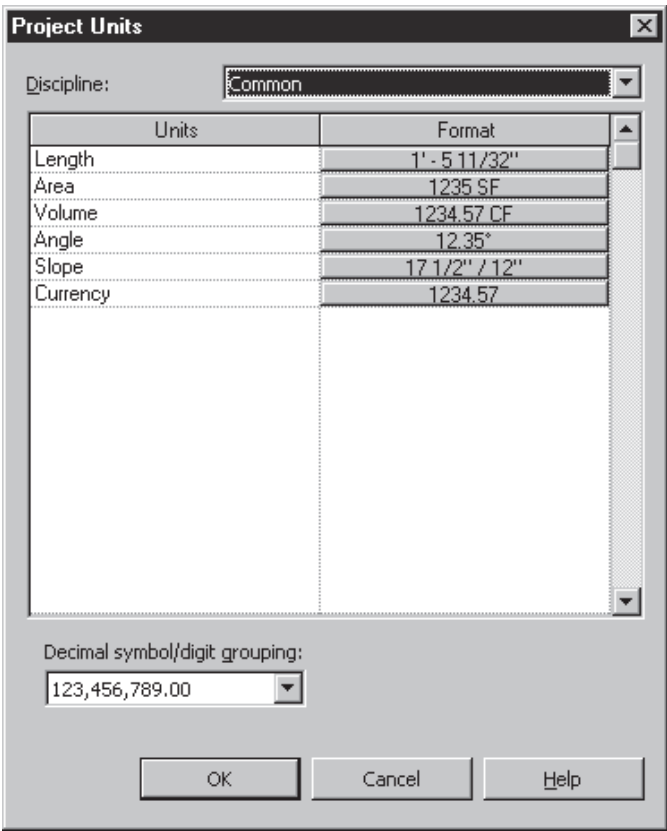 Project Units
Discipline: Common
Units Format
Length 1' - 5 11/32"
Area 1235 SF
Volume 1234.57 CF
Angle 12.35°
Slope 17 1/2" / 12"
Currency 1234.57
Decimal symbol/digit grouping:
123,456,789.00
OK Cancel Help